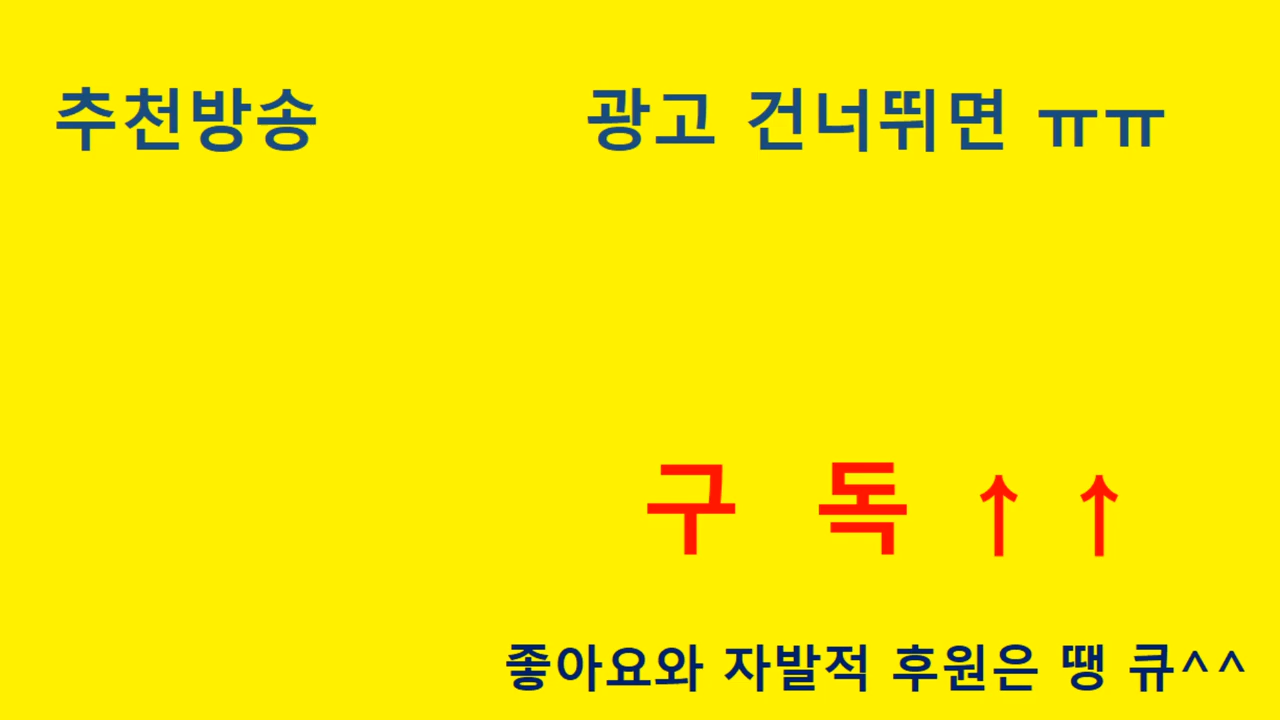 추천방송
광고 건너뛰면 ㅠㅠ
구 독 ↑ ↑
좋아요와 자발적 후원은 땡 큐^^